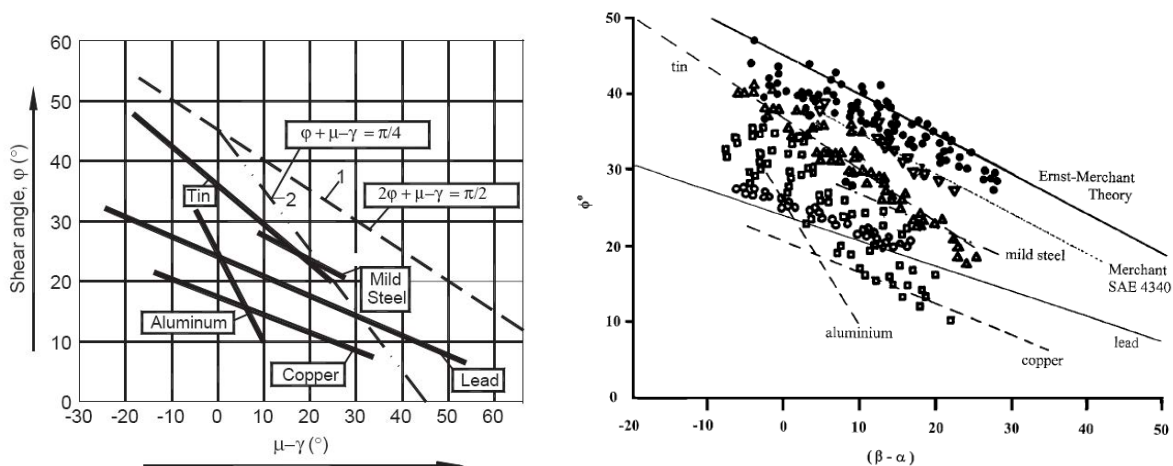 60
50
40
30
20
10
0
-30 -20 -10 0 10 20 30 40 50 60
Shear angle, φ (°)
μ–γ (°)
φ + μ–γ = π/4
1
2
2φ + μ–γ = π/2
Tin
Mild
Steel
Aluminum
Copper
Lead
50
40
30
20
10
0
-20 -10 0 10 20 30 40 50
φ°
(β - α)
tin
Ernst-Merchant
Theory
mild steel
Merchant
SAE 4340
aluminium
lead
copper